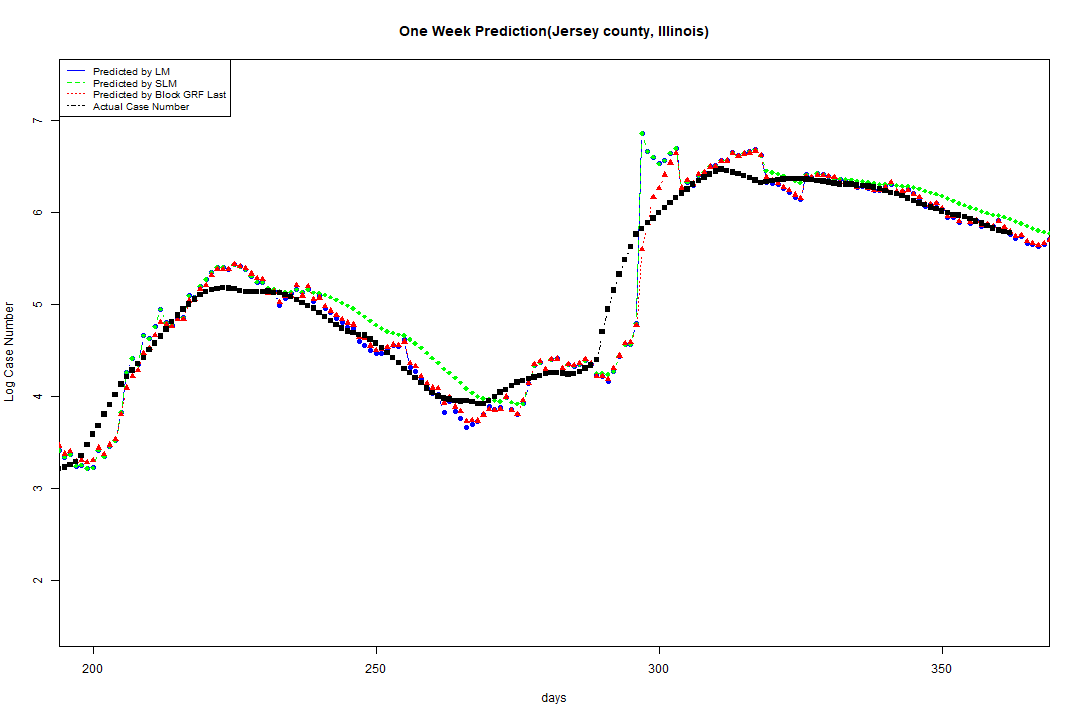 One Week Prediction(Jersey county, Illinois)
Predicted by LM
Predicted by SLM
Predicted by Block GRF Last
Actual Case Number
7
6
5
4
3
2
Log Case Number
200 250 300 350
days